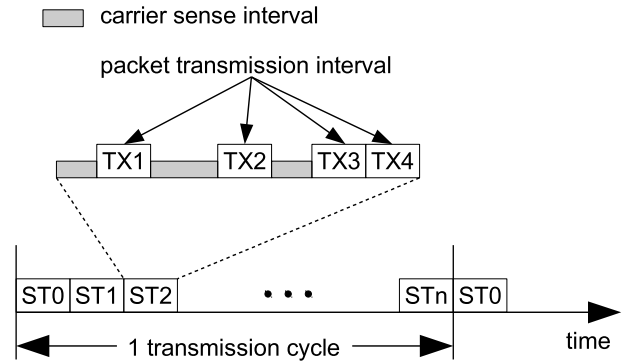 carrier sense interval
packet transmission interval
TX1 TX2 TX3 TX4
ST0 ST1 ST2 STn ST0
1 transmission cycle
time